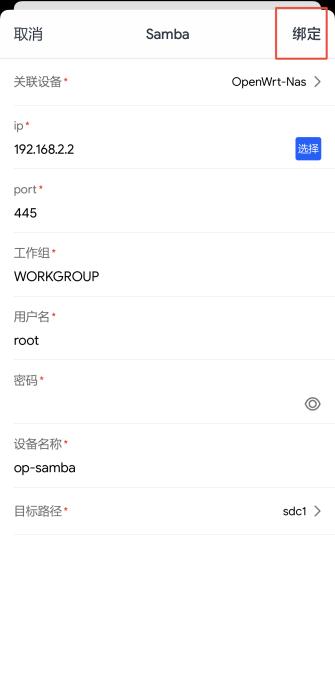 取消 Samba 绑定
关联设备* OpenWrt-Nas
ip*
192.168.2.2 选择
port*
445
工作组*
WORKGROUP
用户名*
root
密码*
设备名称*
op-samba
目标路径* sdc1